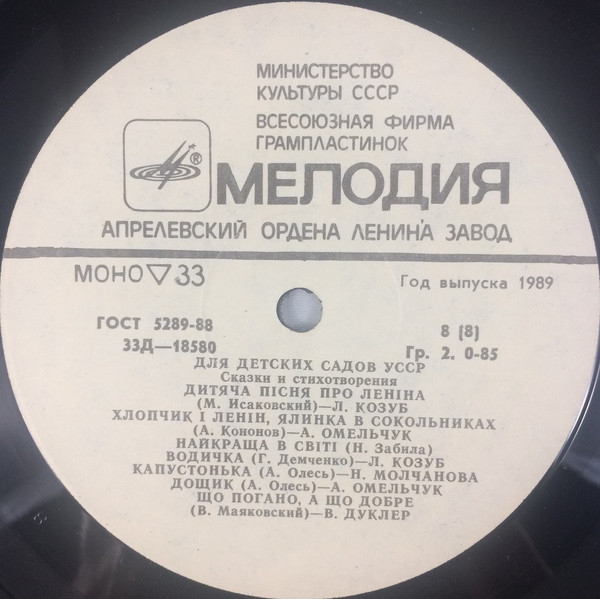 МИНИСТЕРСТВО
КУЛЬТУРЫ СССР
ВСЕСОЮЗНАЯ ФИРМА
ГРАМПЛАСТИНОК
® МЕЛОДИЯ
АПРЕЛЕВСКИЙ ОРДЕНА ЛЕНИНА ЗАВОД
МОНО ▽ 33
Год выпуска 1989
ГОСТ 5289-88
33Д—18580
8 (8)
Гр. 2. 0-85
ДЛЯ ДЕТСКИХ САДОВ УССР
Сказки и стихотворения
ДИТЯЧА ПІСНЯ ПРО ЛЕНІНА
(М. Исаковский)—Л. КОЗУБ
ХЛОПЧИК І ЛЕНІН, ЯЛИНКА В СОКОЛЬНИКАХ
(А. Кононов)—А. ОМЕЛЬЧУК
НАЙКРАЩА В СВІТІ (Н. Забила)
ВОДИЧКА (Г. Демченко)—Л. КОЗУБ
КАПУСТОНЬКА (А. Олесь)—Н. МОЛЧАНОВА
ДОЩИК (А. Олесь)—А. ОМЕЛЬЧУК
ЩО ПОГАНО, А ЩО ДОБРЕ
(В. Маяковский)—В. ДУКЛЕР